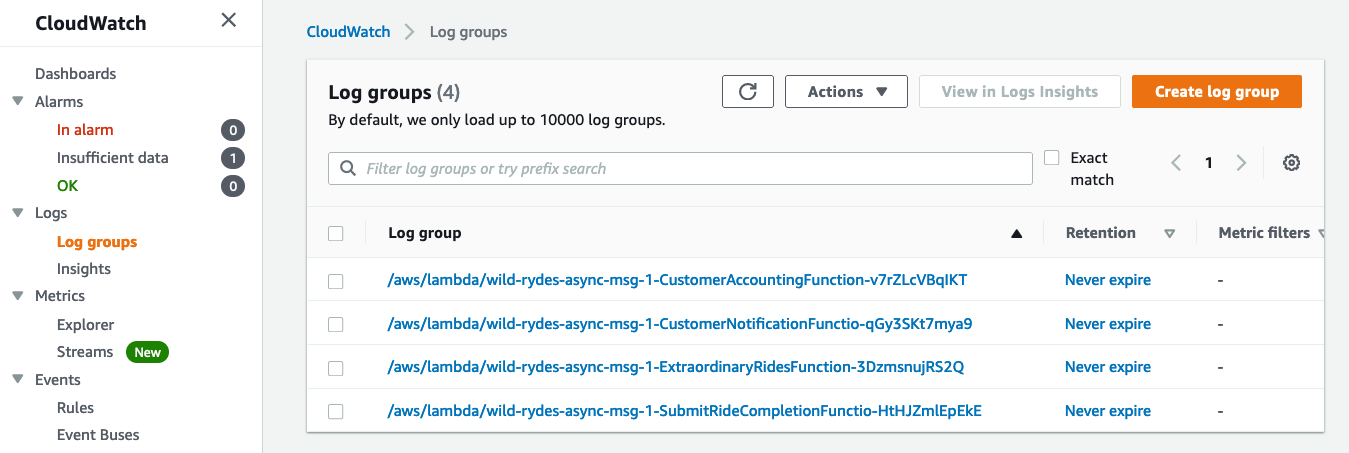 CloudWatch
Dashboards
Alarms
In alarm 0
Insufficient data 1
OK 0
Logs
Log groups
Insights
Metrics
Explorer
Streams New
Events
Rules
Event Buses
CloudWatch Log groups
Log groups (4)
Actions
View in Logs Insights
Create log group
By default, we only load up to 10000 log groups.
Filter log groups or try prefix search
Exact
match
1
Log group Retention Metric filters
/aws/lambda/wild-rydes-async-msg-1-CustomerAccountingFunction-v7rZLcVBqIKT Never expire -
/aws/lambda/wild-rydes-async-msg-1-CustomerNotificationFunctio-qGy3SKt7mya9 Never expire -
/aws/lambda/wild-rydes-async-msg-1-ExtraordinaryRidesFunction-3DzmsnujRS2Q Never expire -
/aws/lambda/wild-rydes-async-msg-1-SubmitRideCompletionFunctio-HtHJZmlEpEkE Never expire -